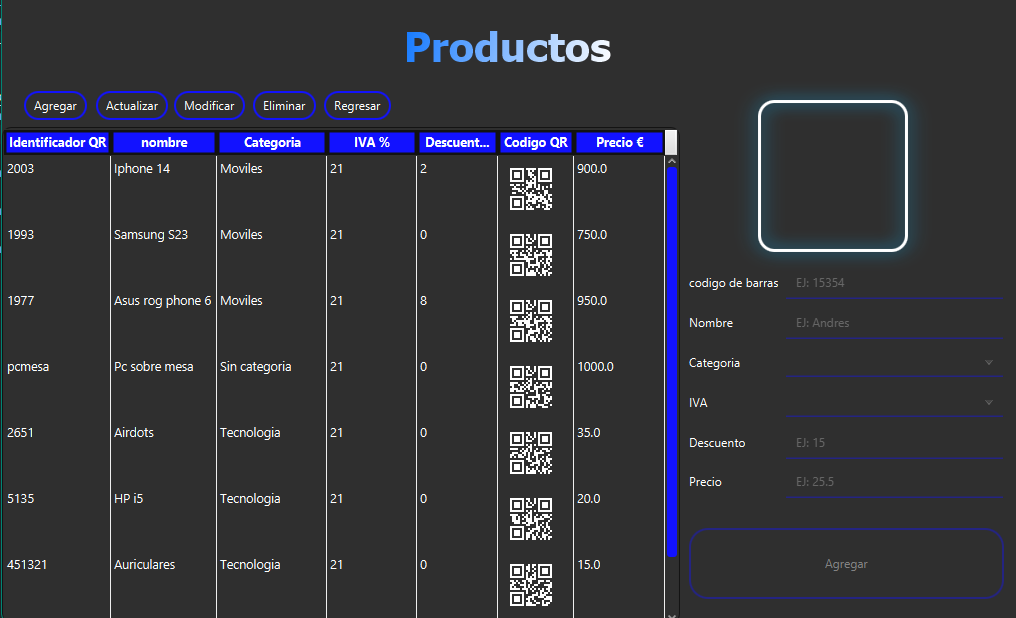 Productos
Agregar Actualizar Modificar Eliminar Regresar
Identificador QR nombre Categoria IVA % Descuent... Codigo QR Precio €
2003 Iphone 14 Moviles 21 2 900.0
1993 Samsung S23 Moviles 21 0 750.0
1977 Asus rog phone 6 Moviles 21 8 950.0
pcmesa Pc sobre mesa Sin categoria 21 0 1000.0
2651 Airdots Tecnologia 21 0 35.0
5135 HP i5 Tecnologia 21 0 20.0
451321 Auriculares Tecnologia 21 0 15.0
codigo de barras EJ: 15354
Nombre EJ: Andres
Categoria
IVA
Descuento EJ: 15
Precio EJ: 25.5
Agregar